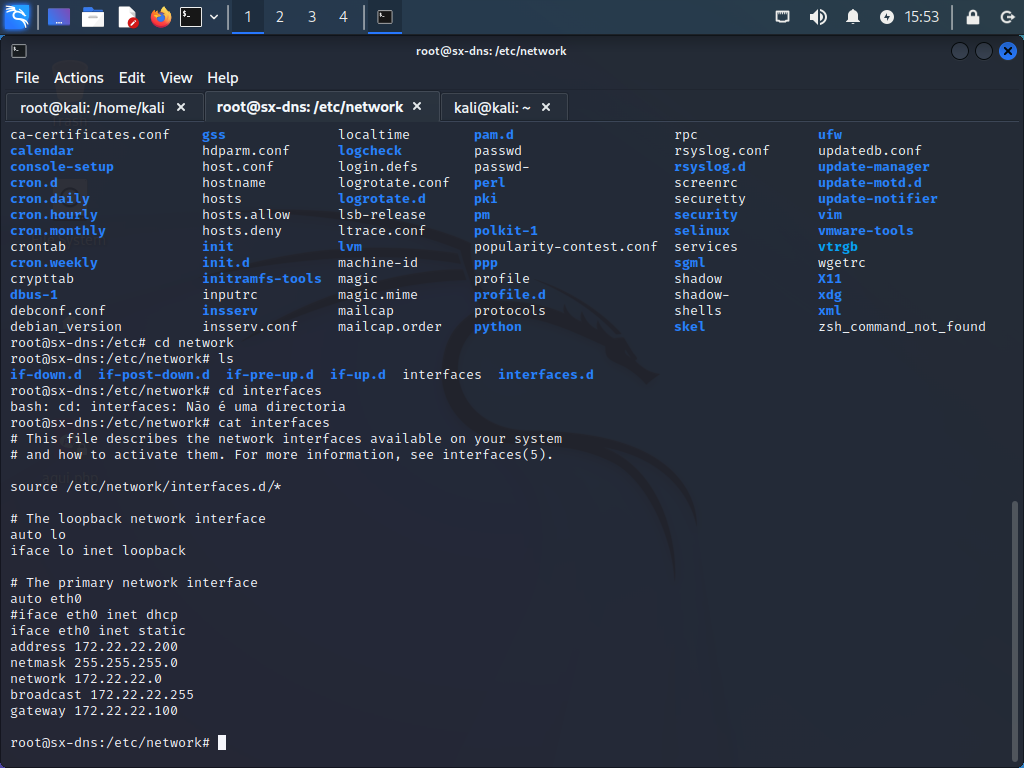 1 2 3 4 15:53
root@sx-dns: /etc/network
File Actions Edit View Help
root@kali: /home/kali root@sx-dns: /etc/network kali@kali: ~
ca-certificates.conf gss localtime pam.d rpc ufw
calendar hdparm.conf logcheck passwd rsyslog.conf updatedb.conf
console-setup host.conf login.defs passwd- rsyslog.d update-manager
cron.d hostname logrotate.conf perl screenrc update-motd.d
cron.daily hosts logrotate.d pki securetty update-notifier
cron.hourly hosts.allow lsb-release pm security vim
cron.monthly hosts.deny ltrace.conf polkit-1 selinux vmware-tools
crontab init lvm popularity-contest.conf services vtrgb
cron.weekly init.d machine-id ppp sgml wgetrc
crypttab initramfs-tools magic profile shadow X11
dbus-1 inputrc magic.mime profile.d shadow- xdg
debconf.conf insserv mailcap protocols shells xml
debian_version insserv.conf mailcap.order python skel zsh_command_not_found
root@sx-dns:/etc# cd network
root@sx-dns:/etc/network# ls
if-down.d if-post-down.d if-pre-up.d if-up.d interfaces interfaces.d
root@sx-dns:/etc/network# cd interfaces
bash: cd: interfaces: Não é uma directoria
root@sx-dns:/etc/network# cat interfaces
# This file describes the network interfaces available on your system
# and how to activate them. For more information, see interfaces(5).
source /etc/network/interfaces.d/*
# The loopback network interface
auto lo
iface lo inet loopback
# The primary network interface
auto eth0
#iface eth0 inet dhcp
iface eth0 inet static
address 172.22.22.200
netmask 255.255.255.0
network 172.22.22.0
broadcast 172.22.22.255
gateway 172.22.22.100
root@sx-dns:/etc/network#